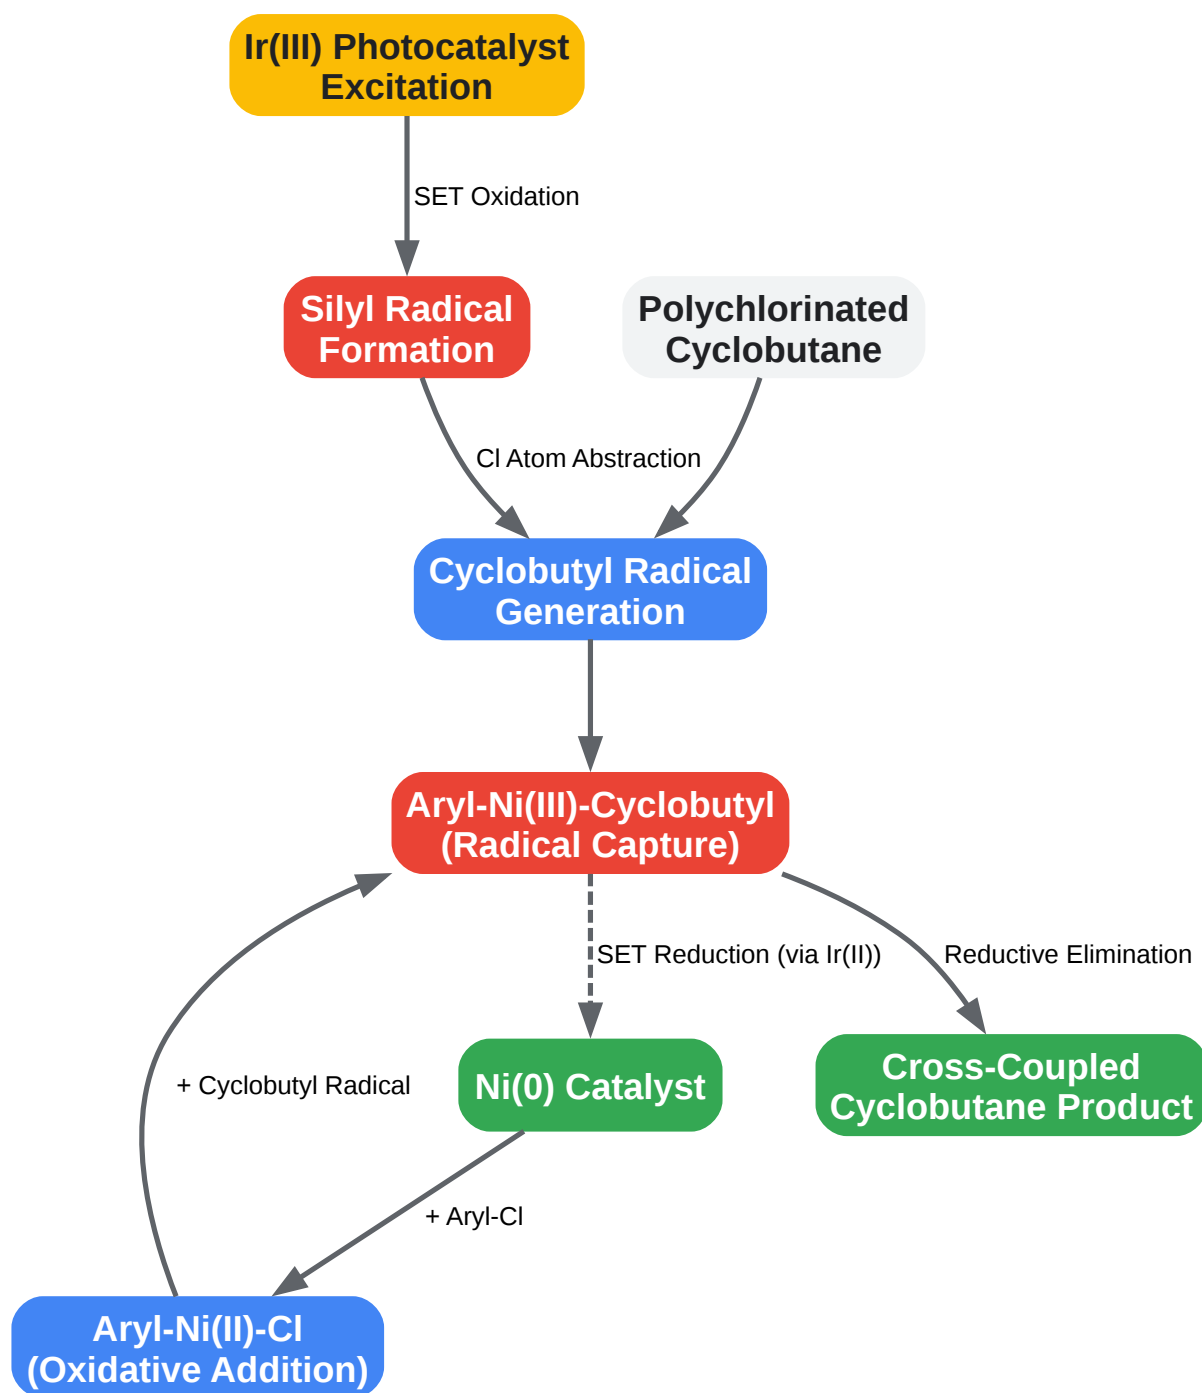 Ir(III) Photocatalyst
Excitation
SET Oxidation
Silyl Radical
Formation
Polychlorinated
Cyclobutane
Cl Atom Abstraction
Cyclobutyl Radical
Generation
Aryl-Ni(III)-Cyclobutyl
(Radical Capture)
SET Reduction (via Ir(II))
Reductive Elimination
+ Cyclobutyl Radical
Ni(0) Catalyst
Cross-Coupled
Cyclobutane Product
+ Aryl-Cl
Aryl-Ni(II)-Cl
(Oxidative Addition)